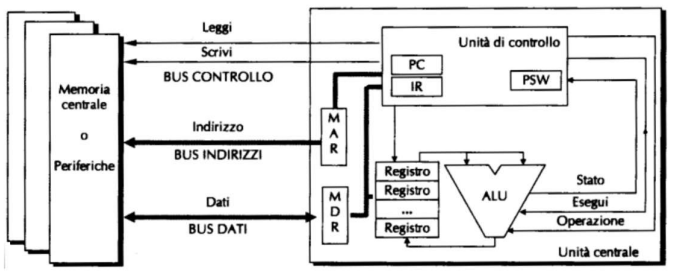 Leggi
Scrivi
BUS CONTROLLO
Memoria
centrale
o
Periferiche
Indirizzo
BUS INDIRIZZI
Dati
BUS DATI
Unità di controllo
PC
IR
PSW
M
A
R
M
D
R
Registro
Registro
...
Registro
ALU
Stato
Esegui
Operazione
Unità centrale